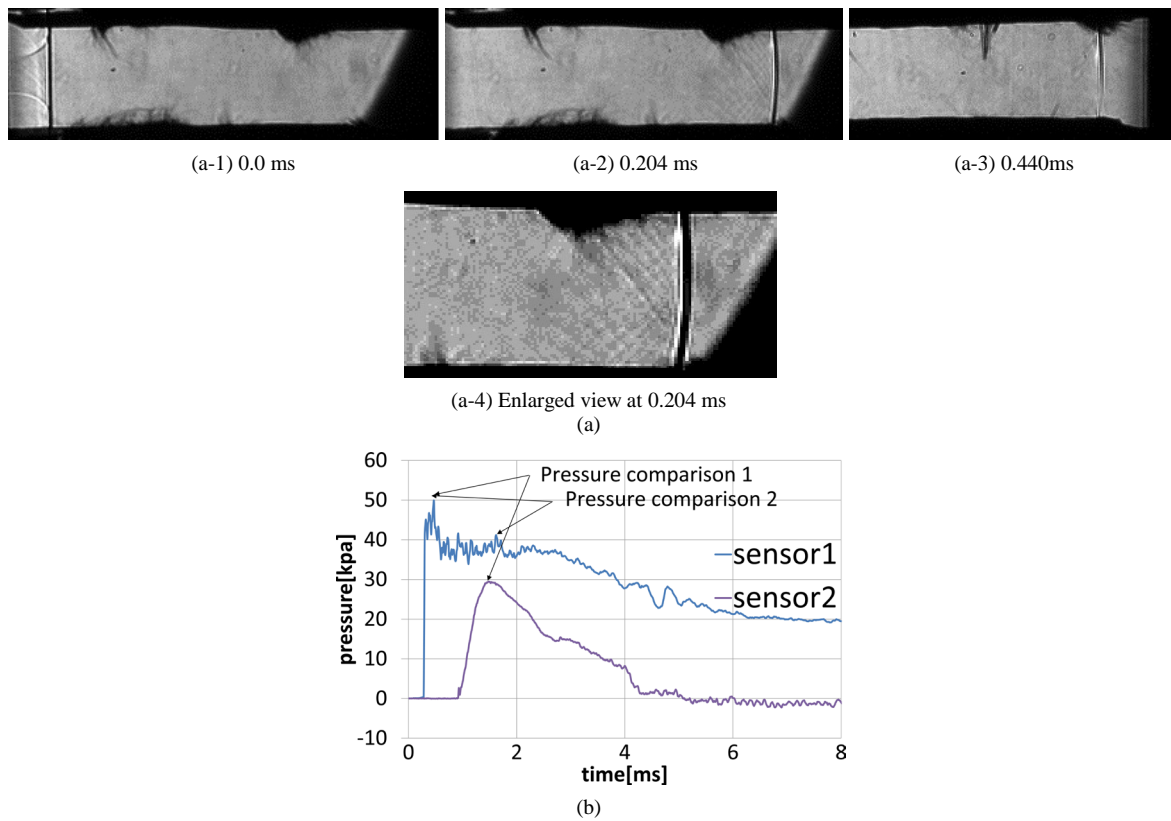 (a-1) 0.0 ms
(a-2) 0.204 ms
(a-3) 0.440ms
(a-4) Enlarged view at 0.204 ms
(a)
60
50
40
30
20
10
0
-10
pressure[kpa]
Pressure comparison 1
Pressure comparison 2
sensor1
sensor2
0 2 4 6 8
time[ms]
(b)